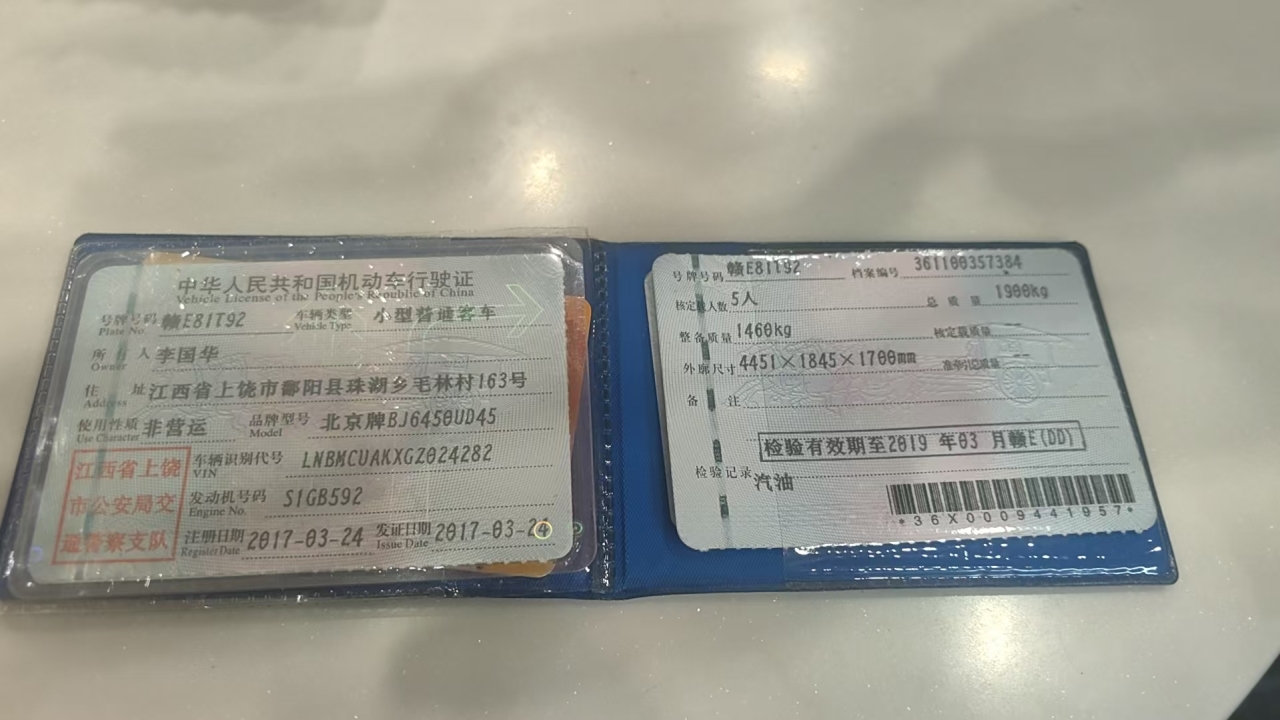 中华人民共和国机动车行驶证
Vehicle License of the People's Republic of China
号牌号码 赣E81T92 车辆类型 小型普通客车
Plate No. Vehicle Type
所有人 李国华
Owner
住址 江西省上饶市鄱阳县珠湖乡毛林村163号
Address
使用性质 非营运 品牌型号 北京牌BJ6450UD45
Use Character Model
江西省上饶
市公安局交
通警察支队
车辆识别代号 LNBMCUAKXGZ024282
VIN
发动机号码 S1GB592
Engine No.
注册日期 2017-03-24 发证日期 2017-03-24
Register Date Issue Date
号牌号码 赣E81T92 档案编号 361100357384
核定载人数 5人 总质量 1900kg
整备质量 1460kg 核定载质量 --
外廓尺寸 4451×1845×1700mm 准牵引总质量 --
备注
检验有效期至2019年03月赣E(DD)
检验记录
汽油
*36X0009441957*